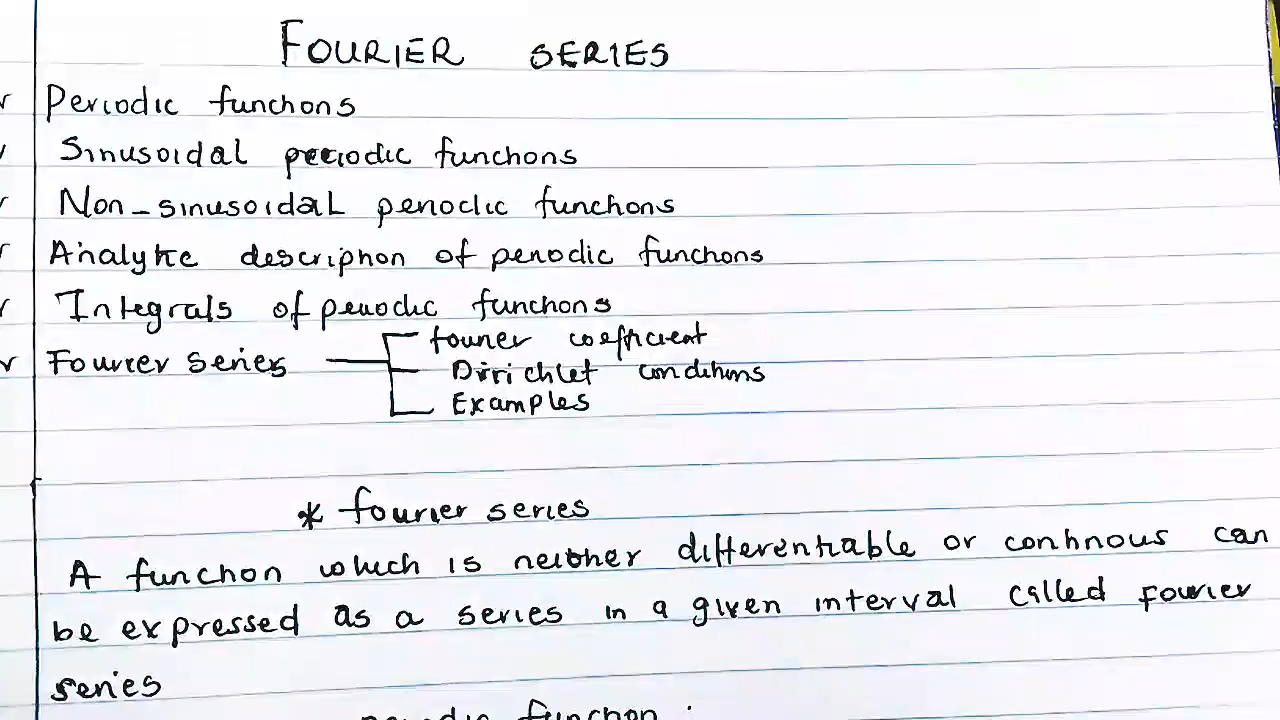 FOURIER SERIES
Periodic functions
Sinusoidal periodic functions
Non-sinusoidal periodic functions
Analytic description of periodic functions
Integrals of periodic functions
Fourier series
fourier coefficient
Dirichlet conditions
Examples
* fourier series
A function which is neither differentiable or continous can
be expressed as a series in a given interval called Fourier
series
periodic function :